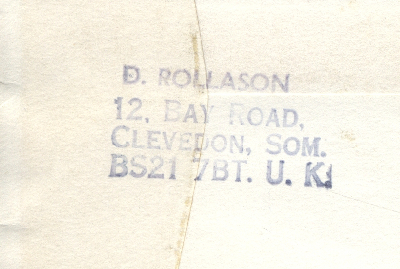 D. ROLLASON
12, BAY ROAD,
CLEVEDON, SOM.
BS21 7BT. U. K.